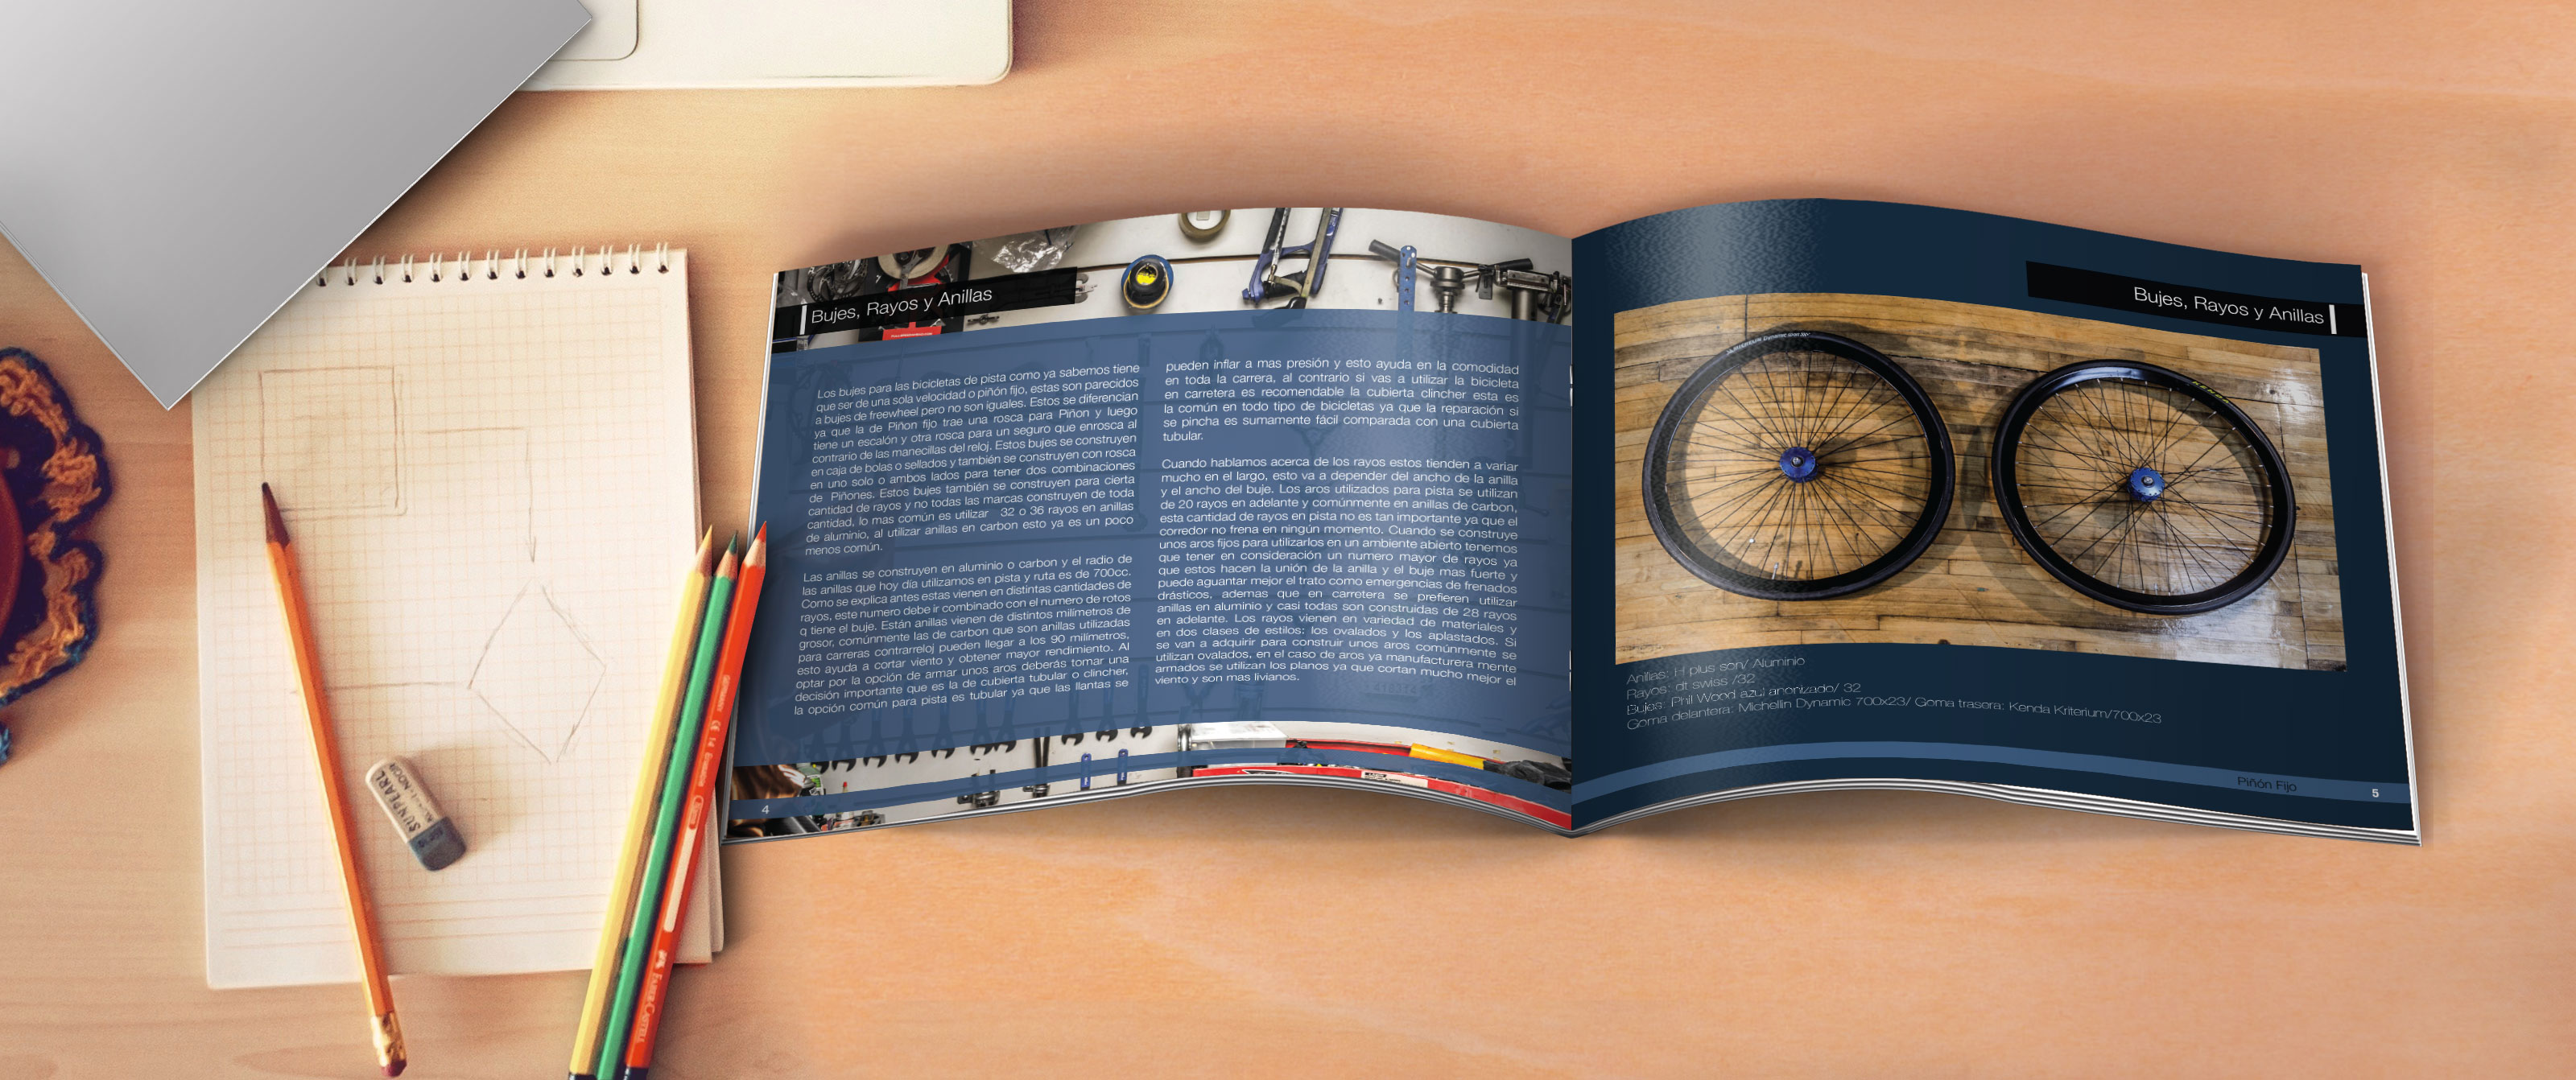 Bujes, Rayos y Anillas
Los bujes para las bicicletas de pista como ya sabemos tiene
que ser de una sola velocidad o piñón fijo, estas son parecidos
a bujes de freewheel pero no son iguales. Estos se diferencian
ya que la de Piñon fijo trae una rosca para Piñon y luego
tiene un escalón y otra rosca para un seguro que enrosca al
contrario de las manecillas del reloj. Estos bujes se construyen
en caja de bolas o sellados y también se construyen con rosca
en uno solo o ambos lados para tener dos combinaciones
de Piñones. Estos bujes también se construyen para cierta
cantidad de rayos y no todas las marcas construyen de toda
cantidad, lo mas común es utilizar 32 o 36 rayos en anillas
de aluminio, al utilizar anillas en carbon esto ya es un poco
menos común.
Las anillas se construyen en aluminio o carbon y el radio de
las anillas que hoy día utilizamos en pista y ruta es de 700cc.
Como se explica antes estas vienen en distintas cantidades de
rayos, este numero debe ir combinado con el numero de rotos
q tiene el buje. Están anillas vienen de distintos milímetros de
grosor, comúnmente las de carbon que son anillas utilizadas
para carreras contrarreloj pueden llegar a los 90 milímetros,
esto ayuda a cortar viento y obtener mayor rendimiento. Al
optar por la opción de armar unos aros deberás tomar una
decisión importante que es la de cubierta tubular o clincher,
la opción común para pista es tubular ya que las llantas se
pueden inflar a mas presión y esto ayuda en la comodidad
en toda la carrera, al contrario si vas a utilizar la bicicleta
en carretera es recomendable la cubierta clincher esta es
la común en todo tipo de bicicletas ya que la reparación si
se pincha es sumamente fácil comparada con una cubierta
tubular.
Cuando hablamos acerca de los rayos estos tienden a variar
mucho en el largo, esto va a depender del ancho de la anilla
y el ancho del buje. Los aros utilizados para pista se utilizan
de 20 rayos en adelante y comúnmente en anillas de carbon,
esta cantidad de rayos en pista no es tan importante ya que el
corredor no frena en ningún momento. Cuando se construye
unos aros fijos para utilizarlos en un ambiente abierto tenemos
que tener en consideración un numero mayor de rayos ya
que estos hacen la unión de la anilla y el buje mas fuerte y
puede aguantar mejor el trato como emergencias de frenados
drásticos, ademas que en carretera se prefieren utilizar
anillas en aluminio y casi todas son construidas de 28 rayos
en adelante. Los rayos vienen en variedad de materiales y
en dos clases de estilos; los ovalados y los aplastados. Si
se van a adquirir para construir unos aros comúnmente se
utilizan ovalados, en el caso de aros ya manufacturera mente
armados se utilizan los planos ya que cortan mucho mejor el
viento y son mas livianos.
4
Bujes, Rayos y Anillas
Anillas: H plus son/ Aluminio
Rayos: dt swiss /32
Bujes: Phil Wood azul anonizado/ 32
Goma delantera: Michellin Dynamic 700x23/ Goma trasera: Kenda Kriterium/700x23
Piñón Fijo
5
SUNPEARL
FABER-CASTELL